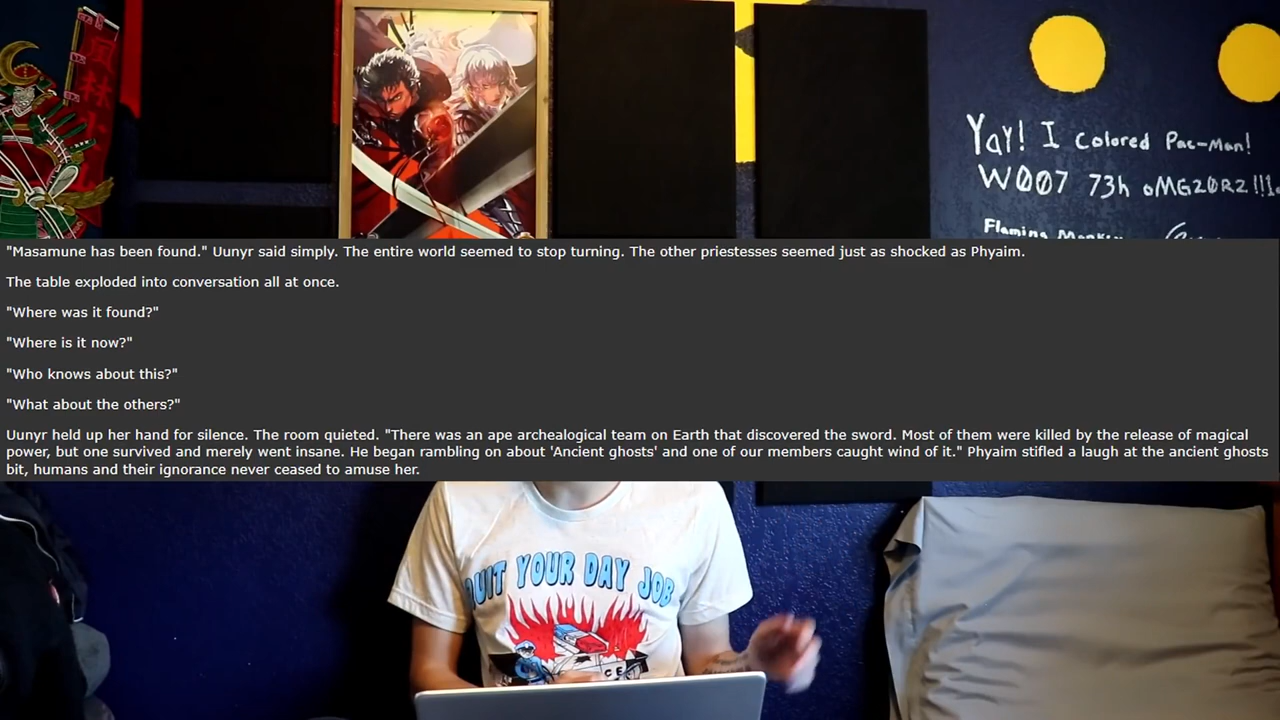 Yay! I Colored Pac-Man!
W007 73h oMG20R2!!1
Flaming Monkey
"Masamune has been found." Uunyr said simply. The entire world seemed to stop turning. The other priestesses seemed just as shocked as Phyaim.
The table exploded into conversation all at once.
"Where was it found?"
"Where is it now?"
"Who knows about this?"
"What about the others?"
Uunyr held up her hand for silence. The room quieted. "There was an ape archealogical team on Earth that discovered the sword. Most of them were killed by the release of magical
power, but one survived and merely went insane. He began rambling on about 'Ancient ghosts' and one of our members caught wind of it." Phyaim stifled a laugh at the ancient ghosts
bit, humans and their ignorance never ceased to amuse her.
QUIT YOUR DAY JOB